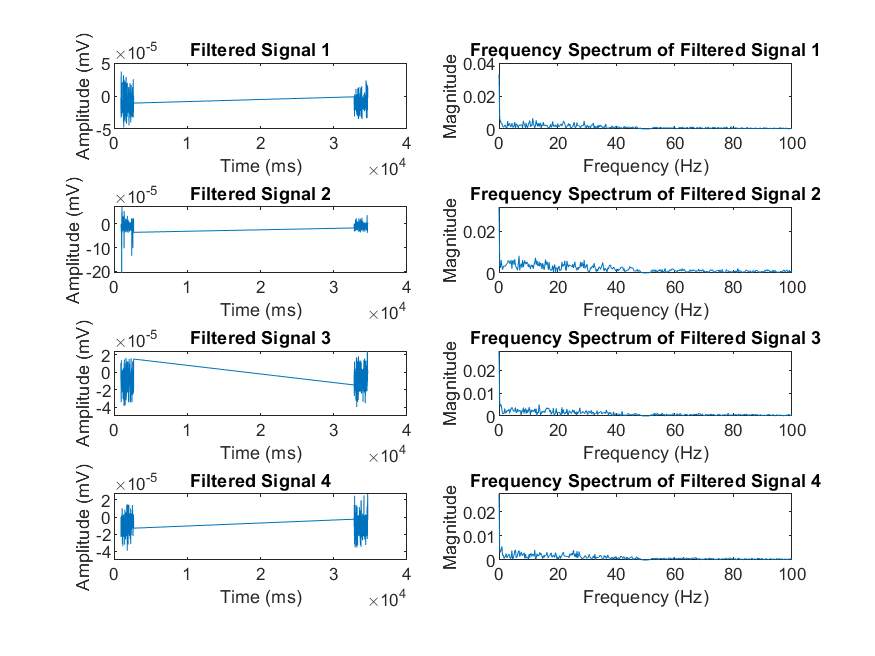 Filtered Signal 1
×10^-5
Amplitude (mV)
5
0
-5
0 1 2 3 4
Time (ms)
×10^4
Frequency Spectrum of Filtered Signal 1
Magnitude
0.04
0.02
0
0 20 40 60 80 100
Frequency (Hz)
Filtered Signal 2
×10^-5
Amplitude (mV)
0
-10
-20
0 1 2 3 4
Time (ms)
×10^4
Frequency Spectrum of Filtered Signal 2
Magnitude
0.02
0
0 20 40 60 80 100
Frequency (Hz)
Filtered Signal 3
×10^-5
Amplitude (mV)
2
0
-2
-4
0 1 2 3 4
Time (ms)
×10^4
Frequency Spectrum of Filtered Signal 3
Magnitude
0.02
0.01
0
0 20 40 60 80 100
Frequency (Hz)
Filtered Signal 4
×10^-5
Amplitude (mV)
2
0
-2
-4
0 1 2 3 4
Time (ms)
×10^4
Frequency Spectrum of Filtered Signal 4
Magnitude
0.02
0.01
0
0 20 40 60 80 100
Frequency (Hz)